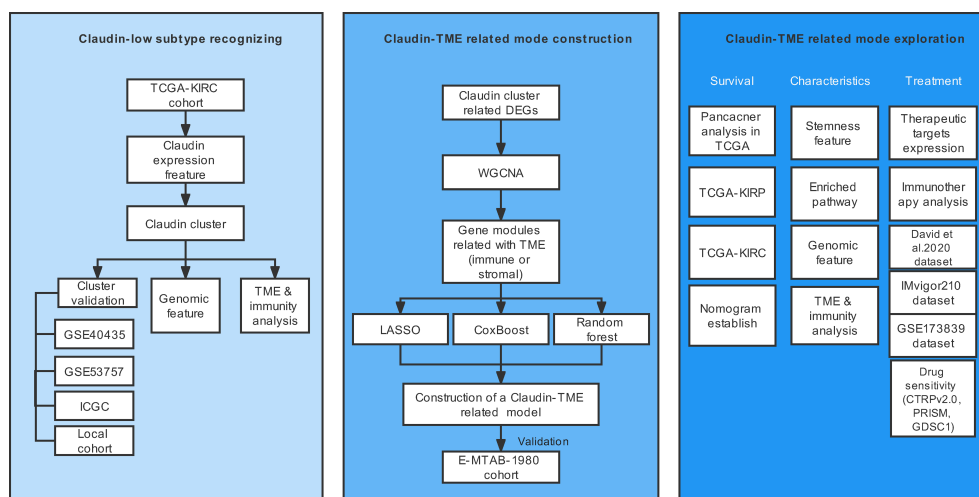 Claudin-low subtype recognizing
TCGA-KIRC
cohort
Claudin
expression
freature
Claudin cluster
Cluster
validation
Genomic
feature
TME &
immunity
analysis
GSE40435
GSE53757
ICGC
Local
cohort
Claudin-TME related mode construction
Claudin cluster
related DEGs
WGCNA
Gene modules
related with TME
(immune or
stromal)
LASSO
CoxBoost
Random
forest
Construction of a Claudin-TME
related model
Validation
E-MTAB-1980
cohort
Claudin-TME related mode exploration
Survival
Characteristics
Treatment
Pancacner
analysis in
TCGA
Stemness
feature
Therapeutic
targets
expression
TCGA-KIRP
Enriched
pathway
Immunother
apy analysis
TCGA-KIRC
Genomic
feature
David et
al.2020
dataset
Nomogram
establish
TME &
immunity
analysis
IMvigor210
dataset
GSE173839
dataset
Drug
sensitivity
(CTRPv2.0,
PRISM,
GDSC1)